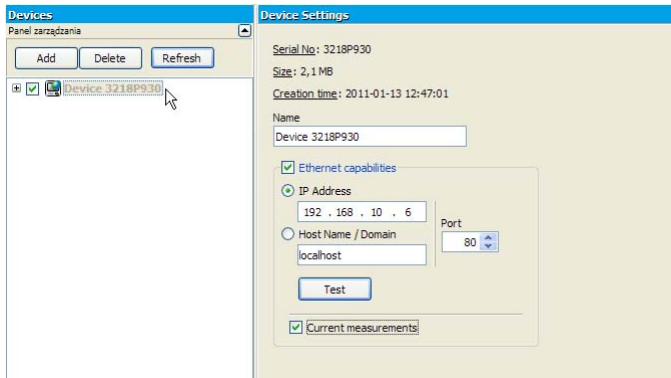 Devices
Panel zarządzania
Add Delete Refresh
Device 3218P930
Device Settings
Serial No: 3218P930
Size: 2,1 MB
Creation time: 2011-01-13 12:47:01
Name
Device 3218P930
Ethernet capabilities
IP Address
192 . 168 . 10 . 6
Host Name / Domain
localhost
Port
80
Test
Current measurements